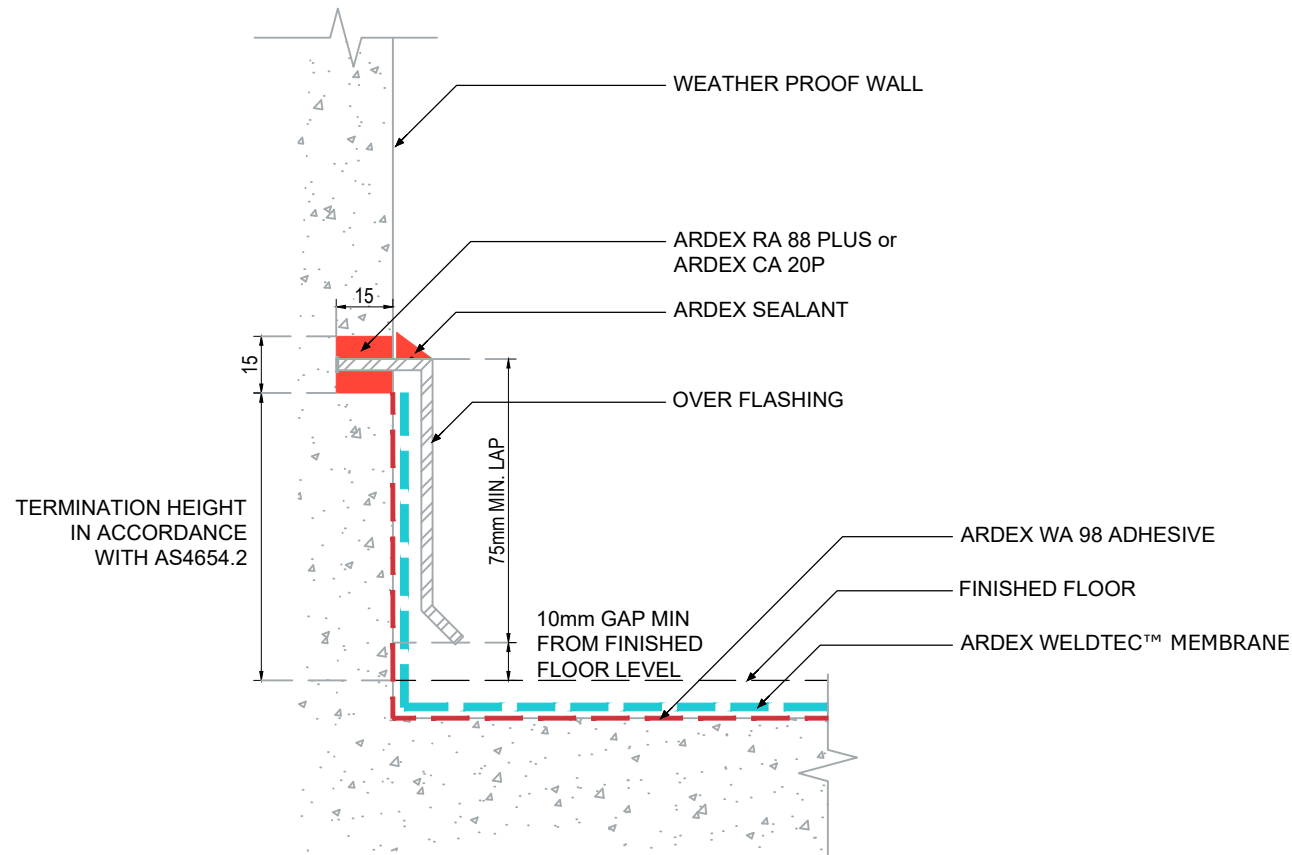 WEATHER PROOF WALL
ARDEX RA 88 PLUS or
ARDEX CA 20P
15
ARDEX SEALANT
15
OVER FLASHING
75mm MIN. LAP
TERMINATION HEIGHT
IN ACCORDANCE
WITH AS4654.2
ARDEX WA 98 ADHESIVE
FINISHED FLOOR
10mm GAP MIN
FROM FINISHED
FLOOR LEVEL
ARDEX WELDTEC™ MEMBRANE